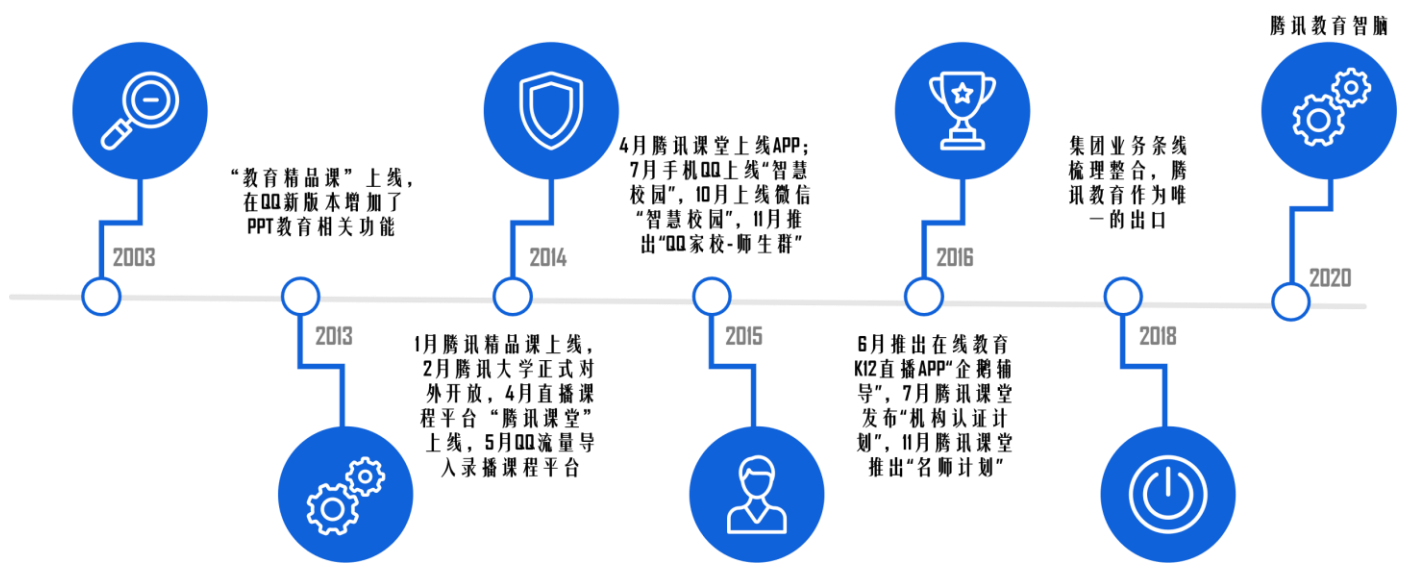 2003
“教育精品课”上线，
在QQ新版本增加了
PPT教育相关功能
2013
1月腾讯精品课上线，
2月腾讯大学正式对
外开放，4月直播课
程平台“腾讯课堂”
上线，5月QQ流量导
入录播课程平台
2014
4月腾讯课堂上线APP；
7月手机QQ上线“智慧
校园”，10月上线微信
“智慧校园”，11月推
出“QQ家校-师生群”
2015
6月推出在线教育
K12直播APP“企鹅辅
导”，7月腾讯课堂
发布“机构认证计
划”，11月腾讯课堂
推出“名师计划”
2016
集团业务条线
梳理整合，腾
讯教育作为唯
一的出口
2018
腾讯教育智脑
2020